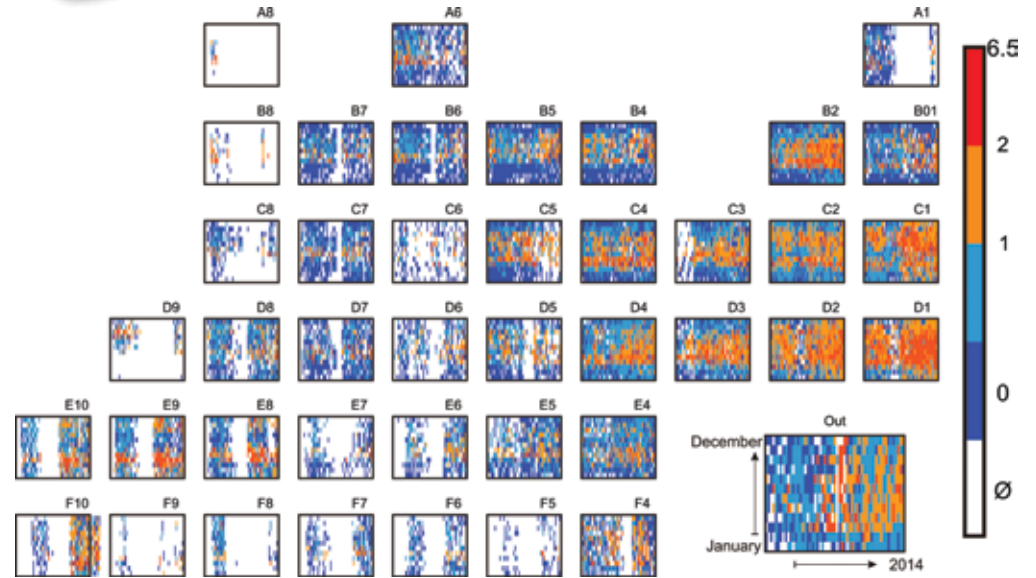 A8 A6 A1
B8 B7 B6 B5 B4 B2 B01
C8 C7 C6 C5 C4 C3 C2 C1
D9 D8 D7 D6 D5 D4 D3 D2 D1
E10 E9 E8 E7 E6 E5 E4
F10 F9 F8 F7 F6 F5 F4
Out
December
January
2014
6.5
2
1
0
Ø